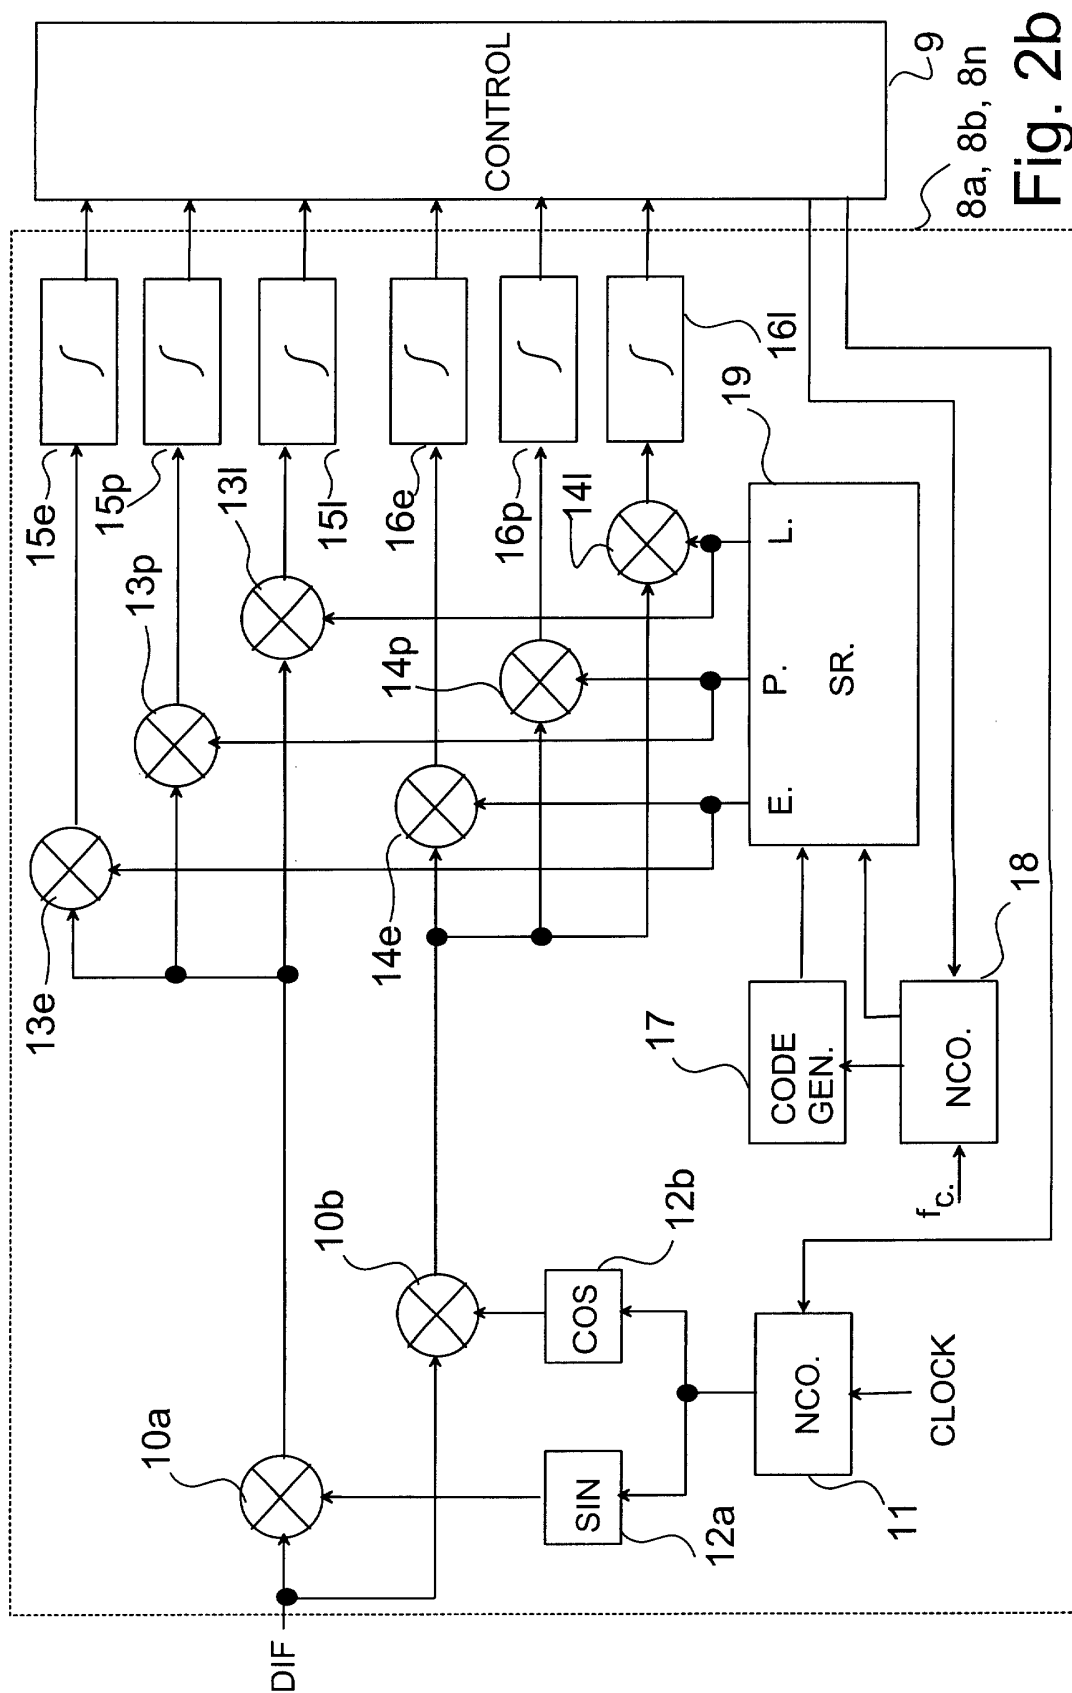 DIF
10a
10b
SIN
12a
COS
12b
NCO.
11
CLOCK
13e
13p
13l
14e
14p
14l
15e
15p
15l
16e
16p
16l
CODE
GEN.
17
NCO.
18
fc.
E.
P.
L.
SR.
19
CONTROL
9
8a, 8b, 8n
Fig. 2b